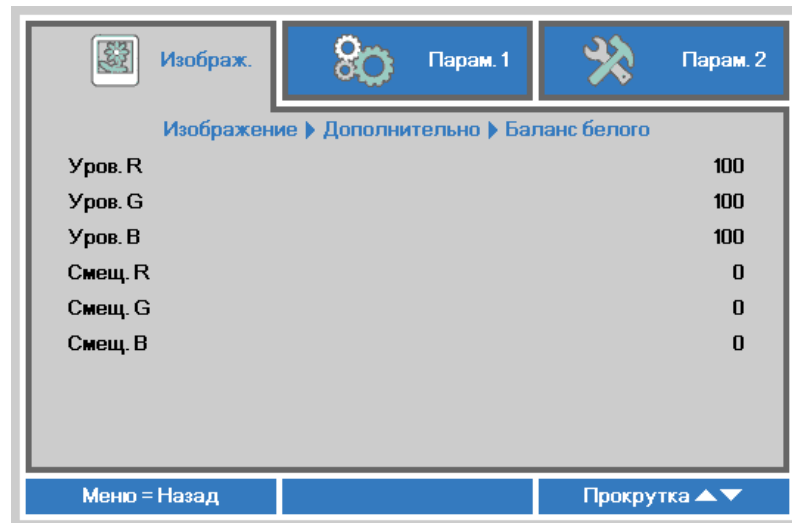 Изображ.
Парам. 1
Парам. 2
Изображение ▶ Дополнительно ▶ Баланс белого
Уров. R 100
Уров. G 100
Уров. B 100
Смещ. R 0
Смещ. G 0
Смещ. B 0
Меню = Назад
Прокрутка ▲▼